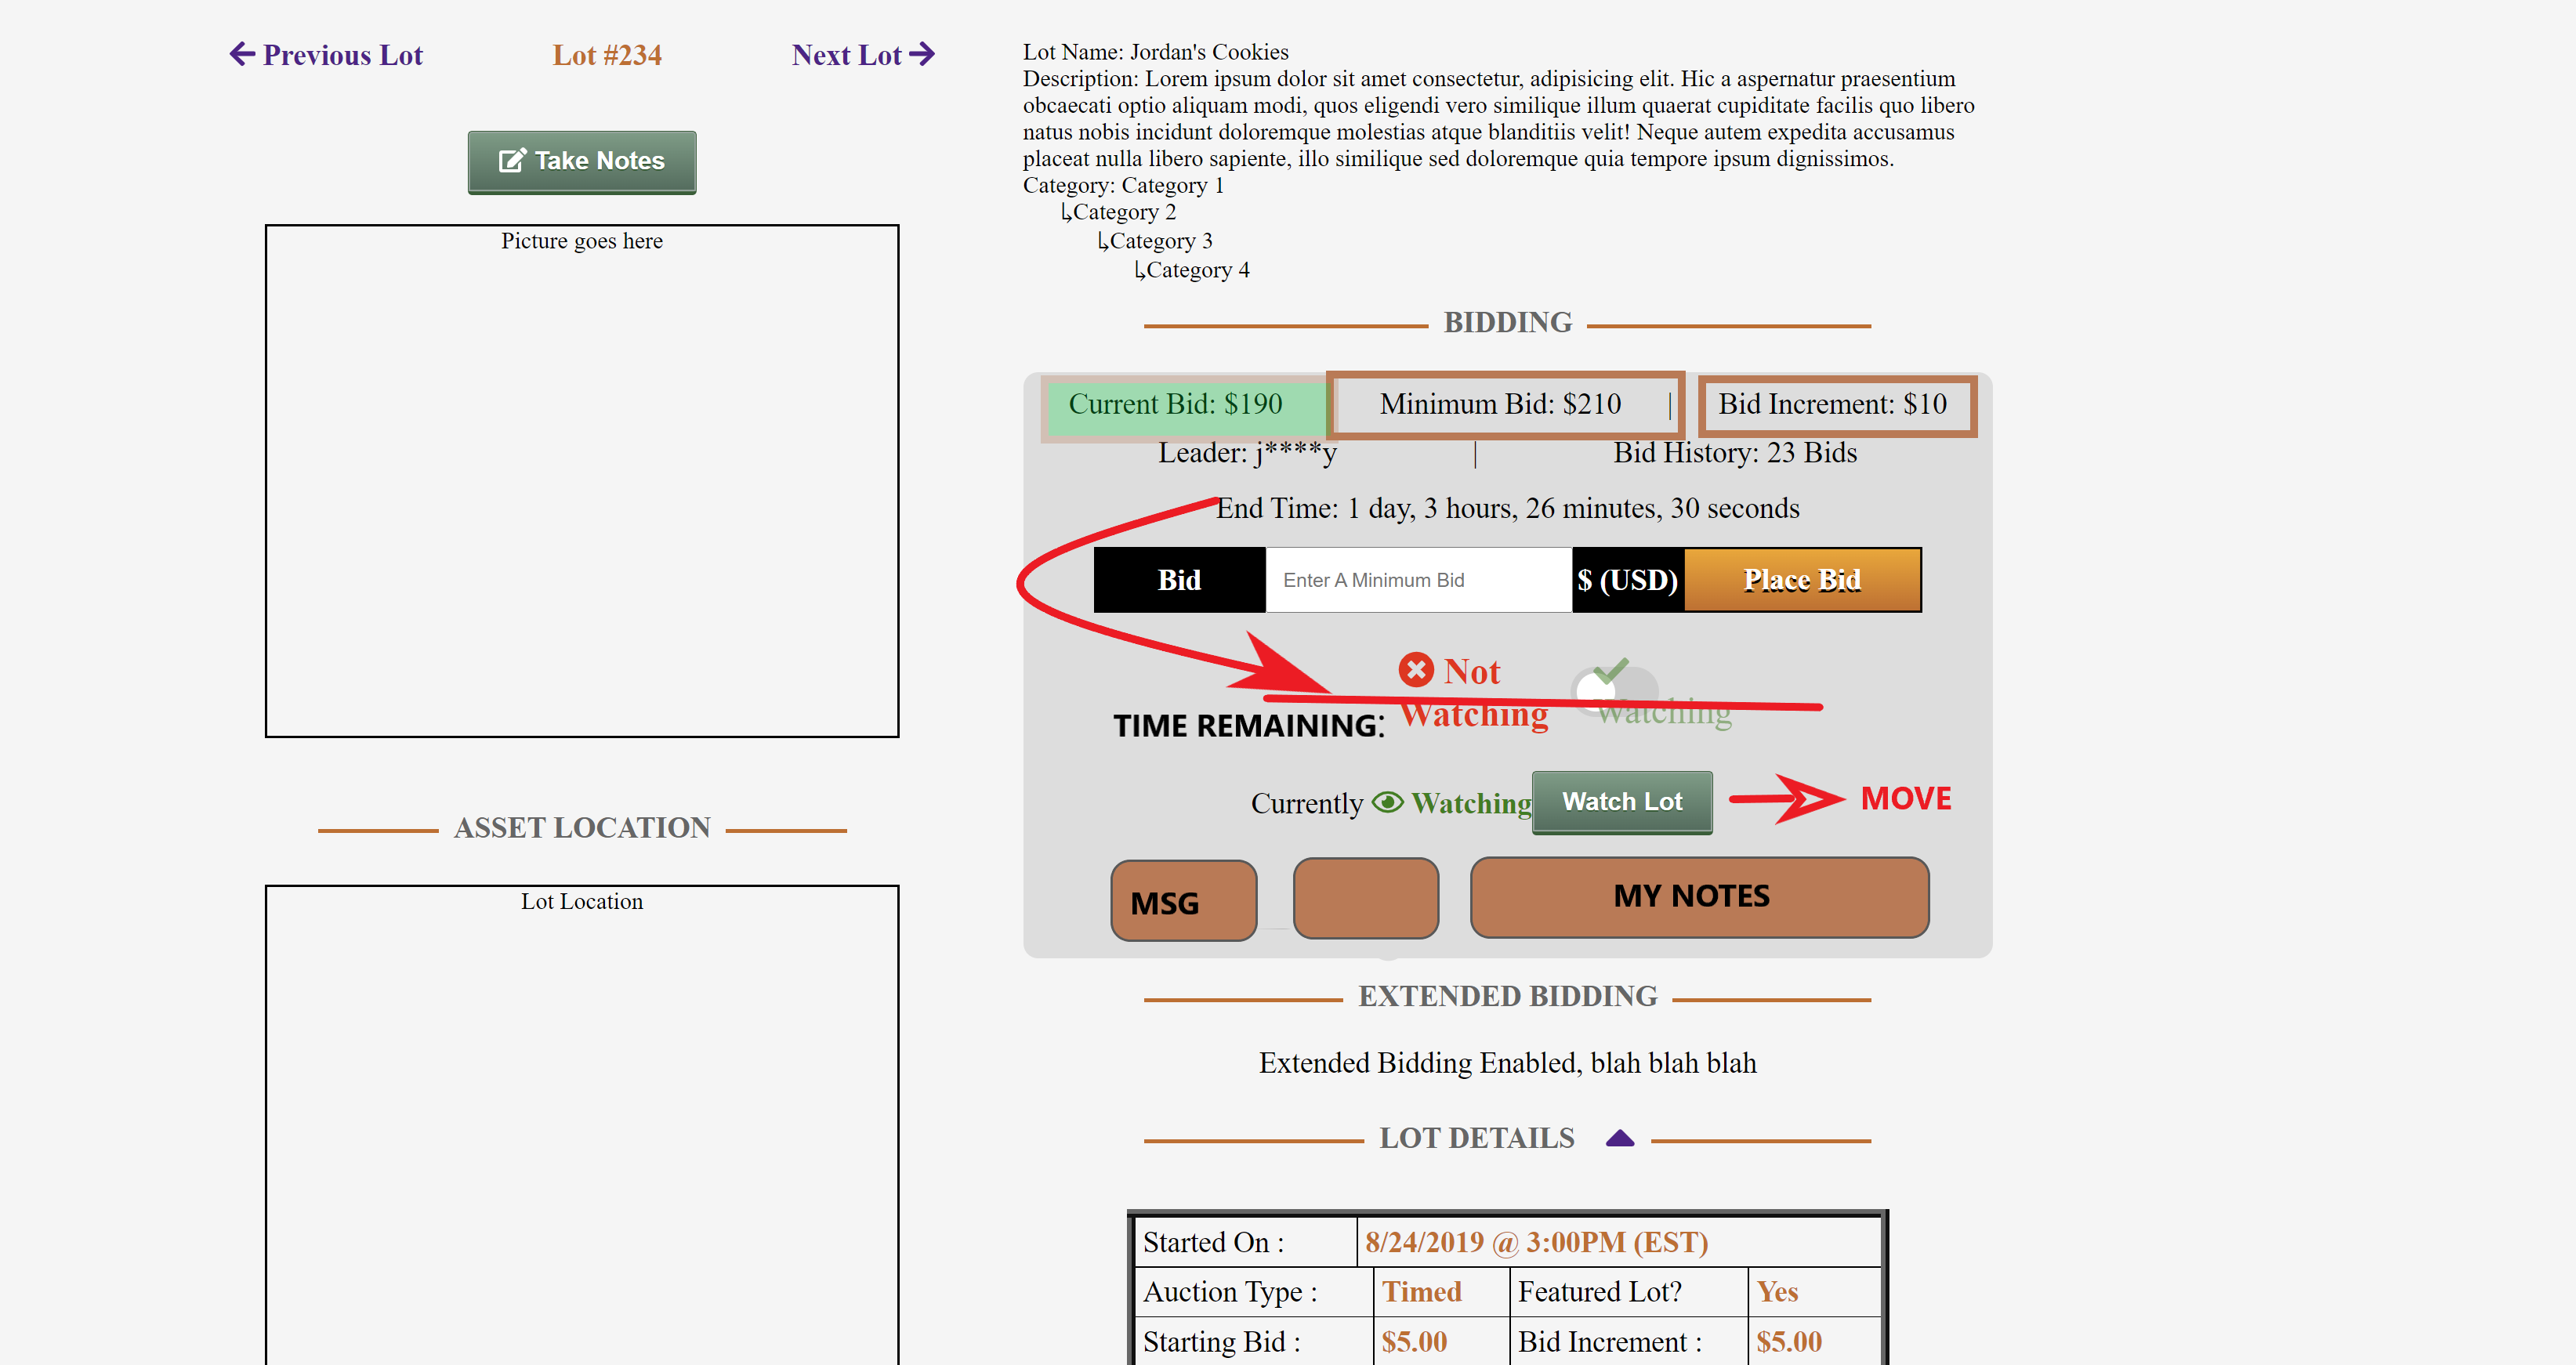 Previous Lot
Lot #234
Next Lot
Take Notes
Picture goes here
ASSET LOCATION
Lot Location
Lot Name: Jordan's Cookies
Description: Lorem ipsum dolor sit amet consectetur, adipisicing elit. Hic a aspernatur praesentium
obcaecati optio aliquam modi, quos eligendi vero similique illum quaerat cupiditate facilis quo libero
natus nobis incidunt doloremque molestias atque blanditiis velit! Neque autem expedita accusamus
placeat nulla libero sapiente, illo similique sed doloremque quia tempore ipsum dignissimos.
Category: Category 1
↳Category 2
↳Category 3
↳Category 4
BIDDING
Current Bid: $190
Minimum Bid: $210 |
Bid Increment: $10
Leader: j****y | Bid History: 23 Bids
End Time: 1 day, 3 hours, 26 minutes, 30 seconds
Bid
Enter A Minimum Bid
$ (USD)
Place Bid
Not
Watching
Watching
TIME REMAINING:
Currently Watching
Watch Lot
MOVE
MSG
MY NOTES
EXTENDED BIDDING
Extended Bidding Enabled, blah blah blah
LOT DETAILS
Started On : 8/24/2019 @ 3:00PM (EST)
Auction Type : Timed Featured Lot? Yes
Starting Bid : $5.00 Bid Increment : $5.00